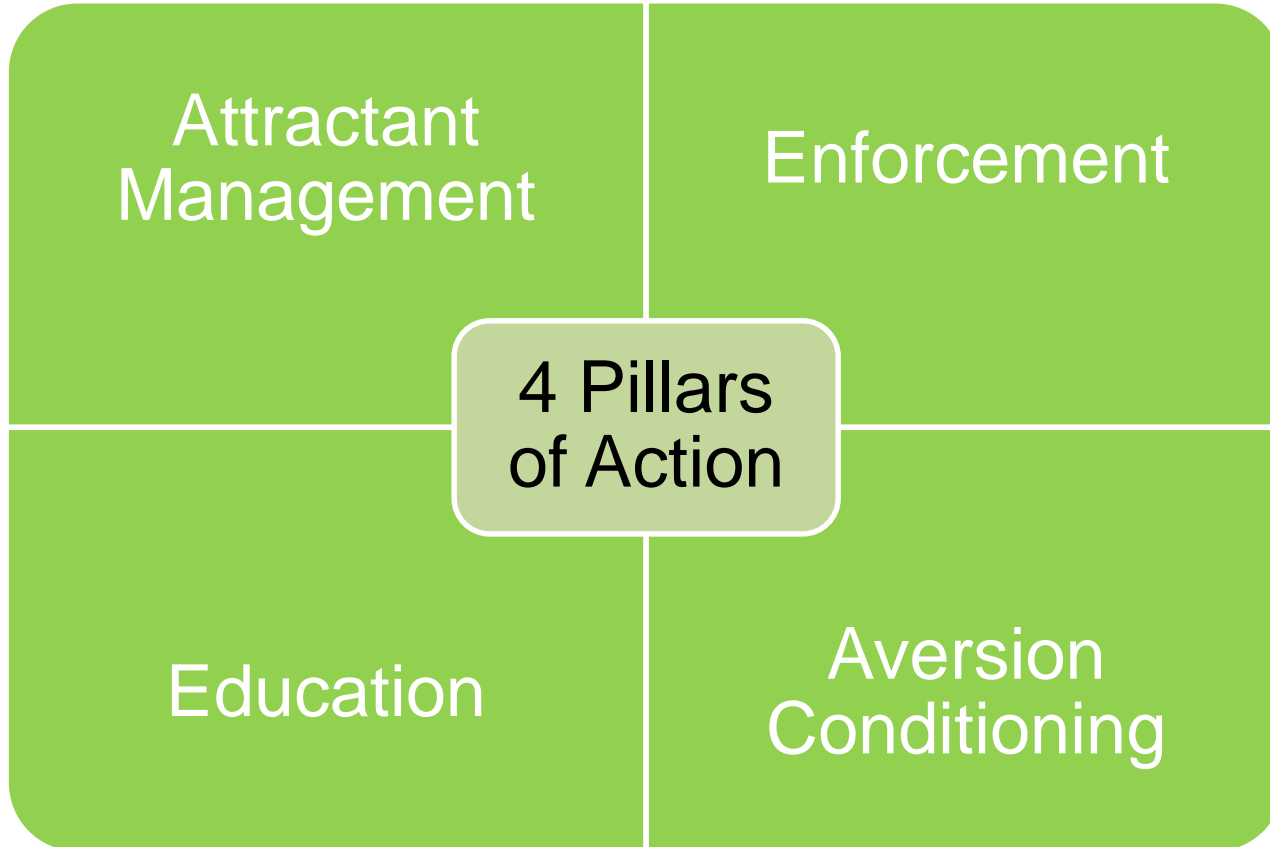 Attractant
Management
Enforcement
4 Pillars
of Action
Education
Aversion
Conditioning